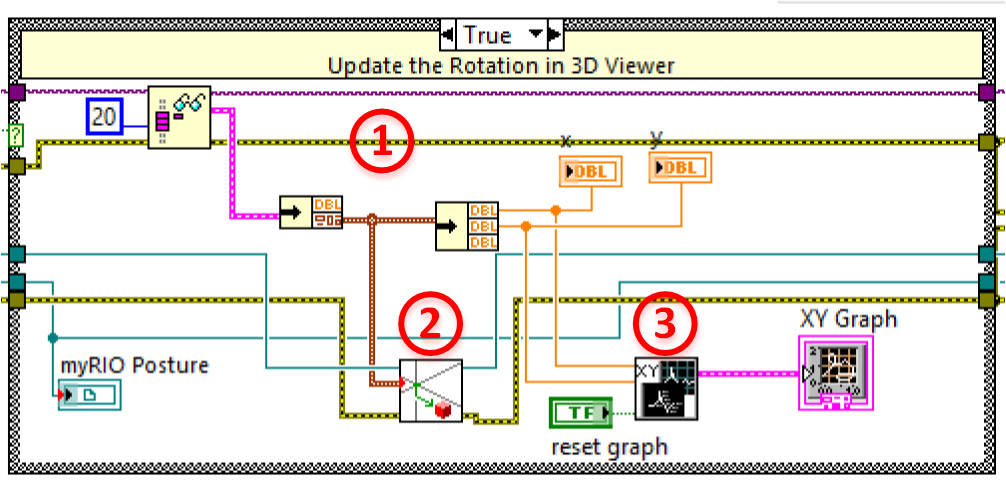 True
Update the Rotation in 3D Viewer
20
1
?
x
y
DBL
DBL
DBL
DBL
DBL
DBL
2
3
XY Graph
myRIO Posture
XY
TF
reset graph